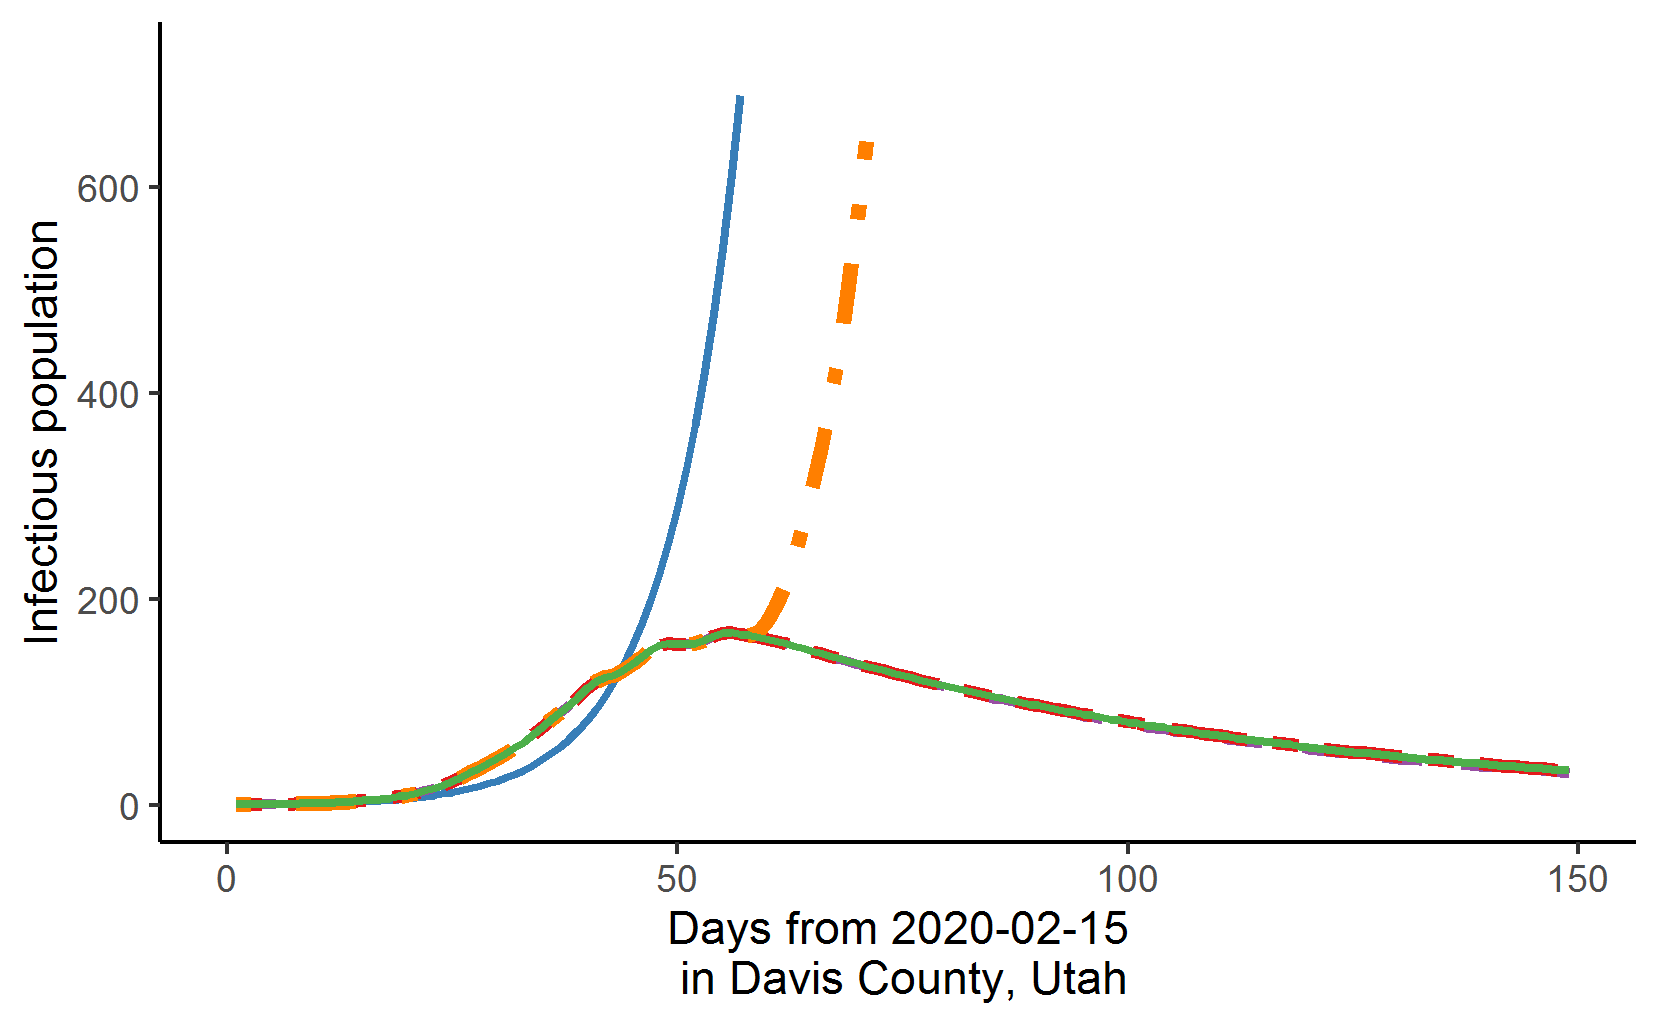 Infectious population
600
400
200
0
0 50 100 150
Days from 2020-02-15
in Davis County, Utah